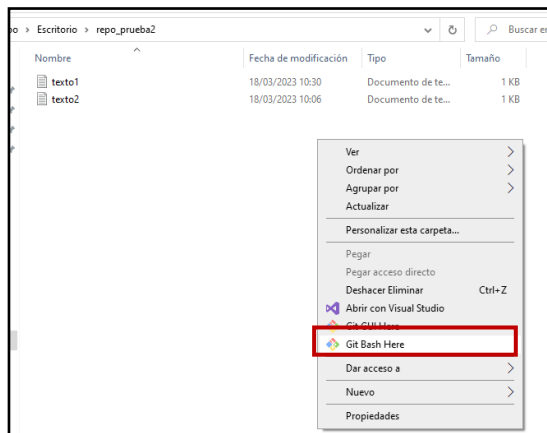 Escritorio > repo_prueba2
Buscar en
Nombre Fecha de modificación Tipo Tamaño
texto1 18/03/2023 10:30 Documento de te... 1 KB
texto2 18/03/2023 10:06 Documento de te... 1 KB
Ver
Ordenar por
Agrupar por
Actualizar
Personalizar esta carpeta...
Pegar
Pegar acceso directo
Deshacer Eliminar Ctrl+Z
Abrir con Visual Studio
Git GUI Here
Git Bash Here
Dar acceso a
Nuevo
Propiedades